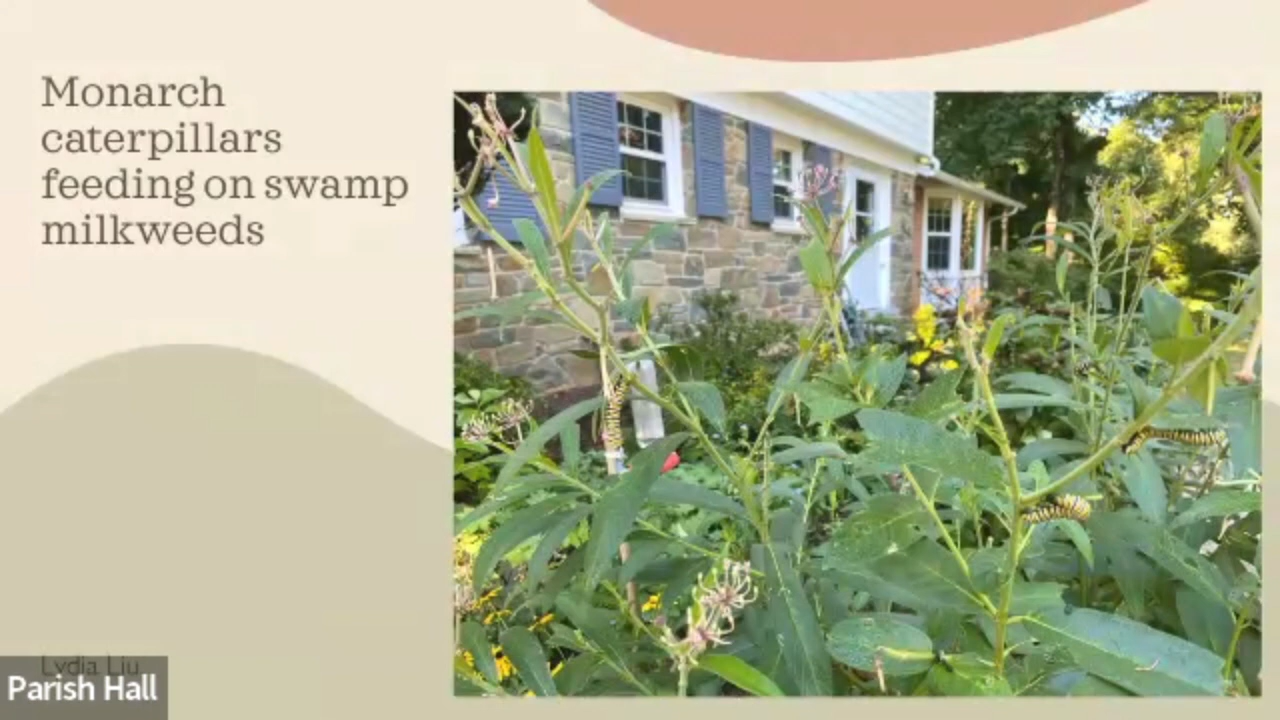 Monarch
caterpillars
feeding on swamp
milkweeds
Lydia Liu
Parish Hall